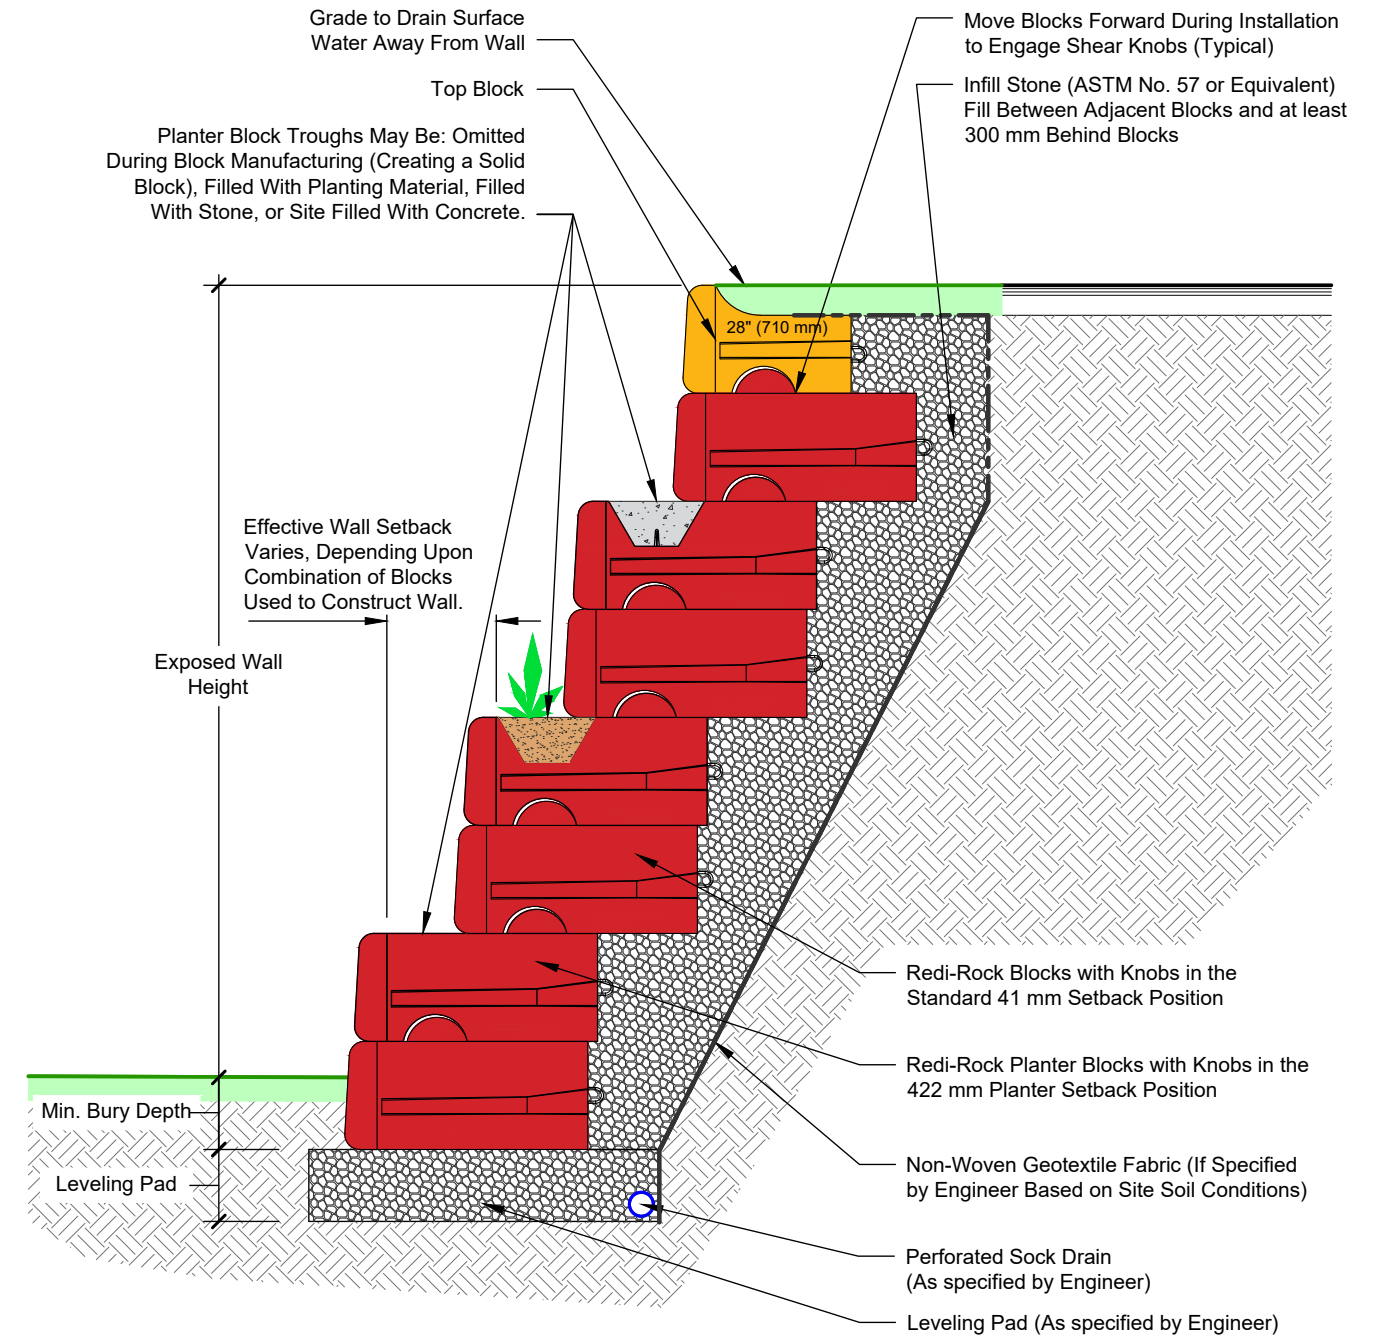 Grade to Drain Surface
Water Away From Wall
Top Block
Planter Block Troughs May Be: Omitted
During Block Manufacturing (Creating a Solid
Block), Filled With Planting Material, Filled
With Stone, or Site Filled With Concrete.
Move Blocks Forward During Installation
to Engage Shear Knobs (Typical)
Infill Stone (ASTM No. 57 or Equivalent)
Fill Between Adjacent Blocks and at least
300 mm Behind Blocks
28" (710 mm)
Effective Wall Setback
Varies, Depending Upon
Combination of Blocks
Used to Construct Wall.
Exposed Wall
Height
Min. Bury Depth
Leveling Pad
Redi-Rock Blocks with Knobs in the
Standard 41 mm Setback Position
Redi-Rock Planter Blocks with Knobs in the
422 mm Planter Setback Position
Non-Woven Geotextile Fabric (If Specified
by Engineer Based on Site Soil Conditions)
Perforated Sock Drain
(As specified by Engineer)
Leveling Pad (As specified by Engineer)